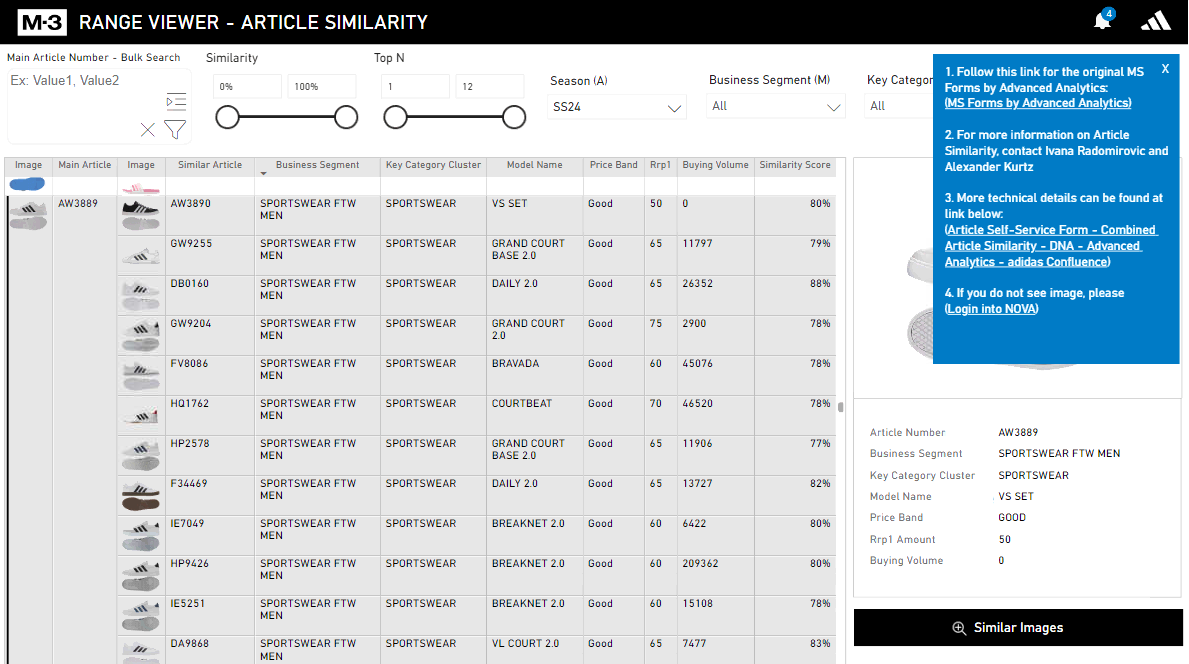 M-3 RANGE VIEWER - ARTICLE SIMILARITY
4
Main Article Number - Bulk Search
Ex: Value1, Value2
Similarity
0% 100%
Top N
1 12
Season (A)
SS24
Business Segment (M)
All
Key Categor
All
X
1. Follow this link for the original MS
Forms by Advanced Analytics:
(MS Forms by Advanced Analytics)
2. For more information on Article
Similarity, contact Ivana Radomirovic and
Alexander Kurtz
3. More technical details can be found at
link below:
(Article Self-Service Form - Combined
Article Similarity - DNA - Advanced
Analytics - adidas Confluence)
4. If you do not see image, please
(Login into NOVA)
Image Main Article Image Similar Article Business Segment Key Category Cluster Model Name Price Band Rrp1 Buying Volume Similarity Score
AW3889 AW3890 SPORTSWEAR FTW SPORTSWEAR VS SET Good 50 0 80%
MEN
GW9255 SPORTSWEAR FTW SPORTSWEAR GRAND COURT Good 65 11797 79%
MEN BASE 2.0
DB0160 SPORTSWEAR FTW SPORTSWEAR DAILY 2.0 Good 65 26352 88%
MEN
GW9204 SPORTSWEAR FTW SPORTSWEAR GRAND COURT Good 75 2900 78%
MEN 2.0
FV8086 SPORTSWEAR FTW SPORTSWEAR BRAVADA Good 60 45076 78%
MEN
HQ1762 SPORTSWEAR FTW SPORTSWEAR COURTBEAT Good 70 46520 78%
MEN
HP2578 SPORTSWEAR FTW SPORTSWEAR GRAND COURT Good 65 11906 77%
MEN BASE 2.0
F34469 SPORTSWEAR FTW SPORTSWEAR DAILY 2.0 Good 65 13727 82%
MEN
IE7049 SPORTSWEAR FTW SPORTSWEAR BREAKNET 2.0 Good 60 6422 80%
MEN
HP9426 SPORTSWEAR FTW SPORTSWEAR BREAKNET 2.0 Good 60 209362 80%
MEN
IE5251 SPORTSWEAR FTW SPORTSWEAR BREAKNET 2.0 Good 60 15108 78%
MEN
DA9868 SPORTSWEAR FTW SPORTSWEAR VL COURT 2.0 Good 65 7477 83%
MEN
Article Number AW3889
Business Segment SPORTSWEAR FTW MEN
Key Category Cluster SPORTSWEAR
Model Name VS SET
Price Band GOOD
Rrp1 Amount 50
Buying Volume 0
Similar Images